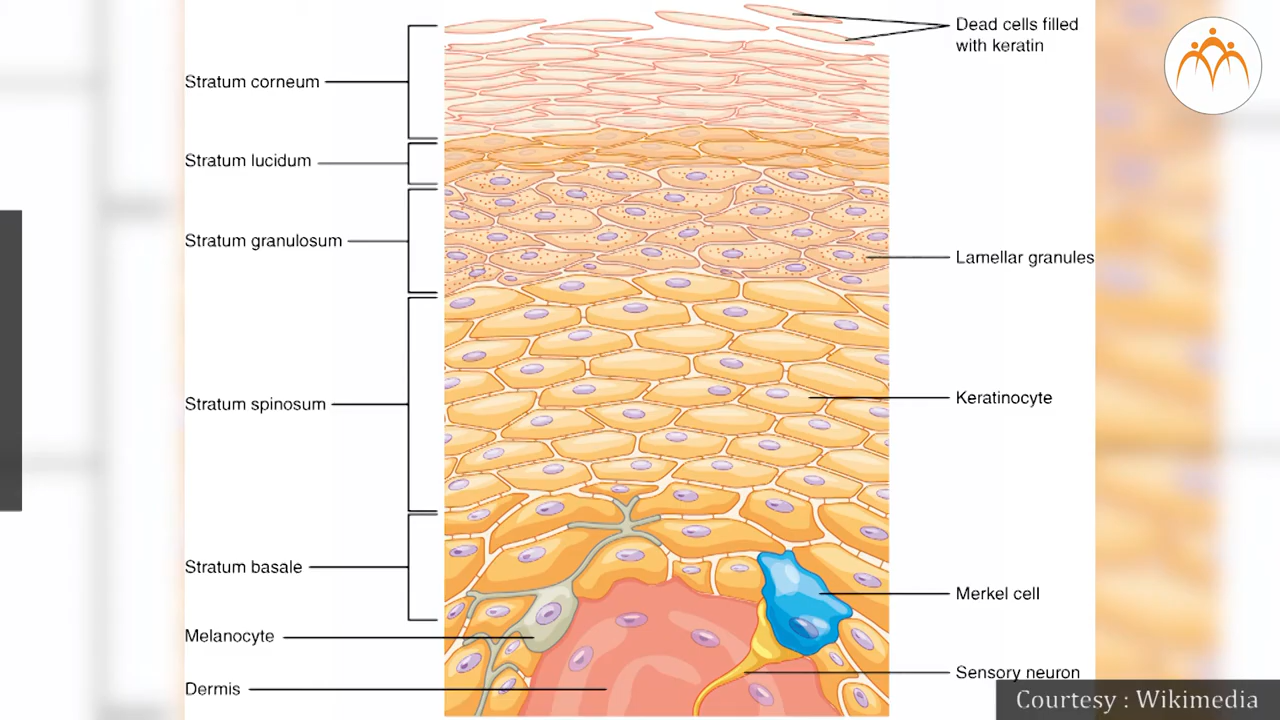 Dead cells filled
with keratin
Stratum corneum
Stratum lucidum
Stratum granulosum
Lamellar granules
Stratum spinosum
Keratinocyte
Stratum basale
Merkel cell
Melanocyte
Sensory neuron
Dermis
Courtesy : Wikimedia